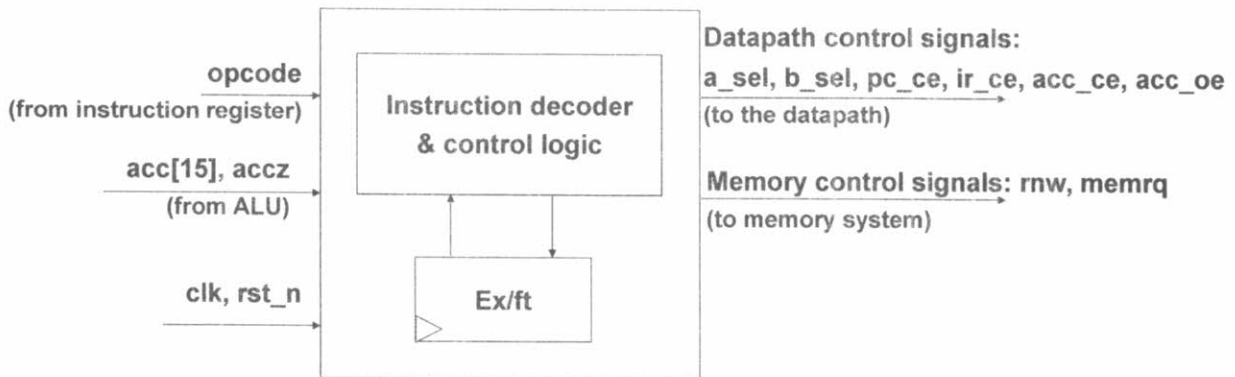 opcode
(from instruction register)
acc[15], accz
(from ALU)
clk, rst_n
Instruction decoder
& control logic
Ex/ft
Datapath control signals:
a_sel, b_sel, pc_ce, ir_ce, acc_ce, acc_oe
(to the datapath)
Memory control signals: rnw, memrq
(to memory system)